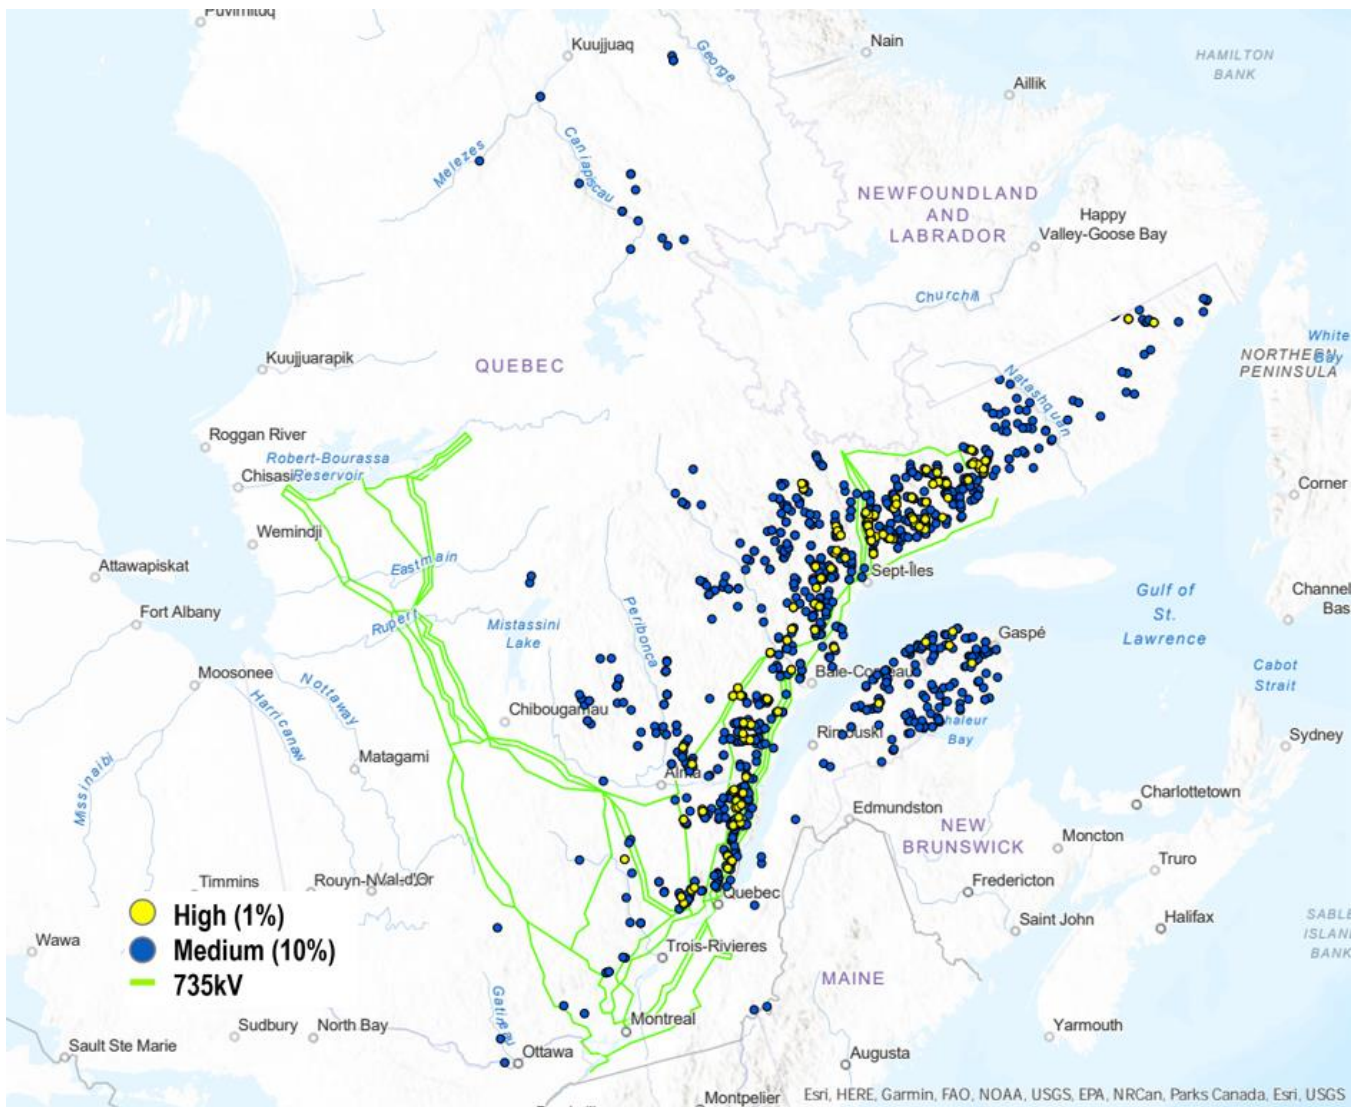 Puvirnituq
Kuujjuaq
George
Nain
HAMILTON
BANK
Aillik
Melezes
Caniapiscau
NEWFOUNDLAND
AND
LABRADOR
Happy
Valley-Goose Bay
Churchill
Kuujjuarapik
QUEBEC
White
Bay
NORTHERN
PENINSULA
Natashquan
Roggan River
Robert-Bourassa
Reservoir
Chisasi
Corner
Wemindji
Eastmain
Attawapiskat
Sept-Îles
Channel
Bas
Fort Albany
Rupert
Mistassini
Lake
Peribonca
Gulf of
St.
Lawrence
Gaspé
Moosonee
Nottaway
Harricanaw
Baie-Comeau
Cabot
Strait
Chibougamau
Rimouski
haleur
Bay
Sydney
Matagami
Missinaibi
Alma
Charlottetown
Edmundston
NEW
BRUNSWICK
Moncton
Truro
Timmins
Rouyn-N
Val-d'Or
Fredericton
Quebec
High (1%)
Saint John
Halifax
SABLE
ISLAND
BANK
Wawa
Medium (10%)
Trois-Rivieres
735kV
MAINE
Gatineau
Sudbury
North Bay
Montreal
Yarmouth
Sault Ste Marie
Ottawa
Augusta
Montpelier
Esri, HERE, Garmin, FAO, NOAA, USGS, EPA, NRCan, Parks Canada, Esri, USGS